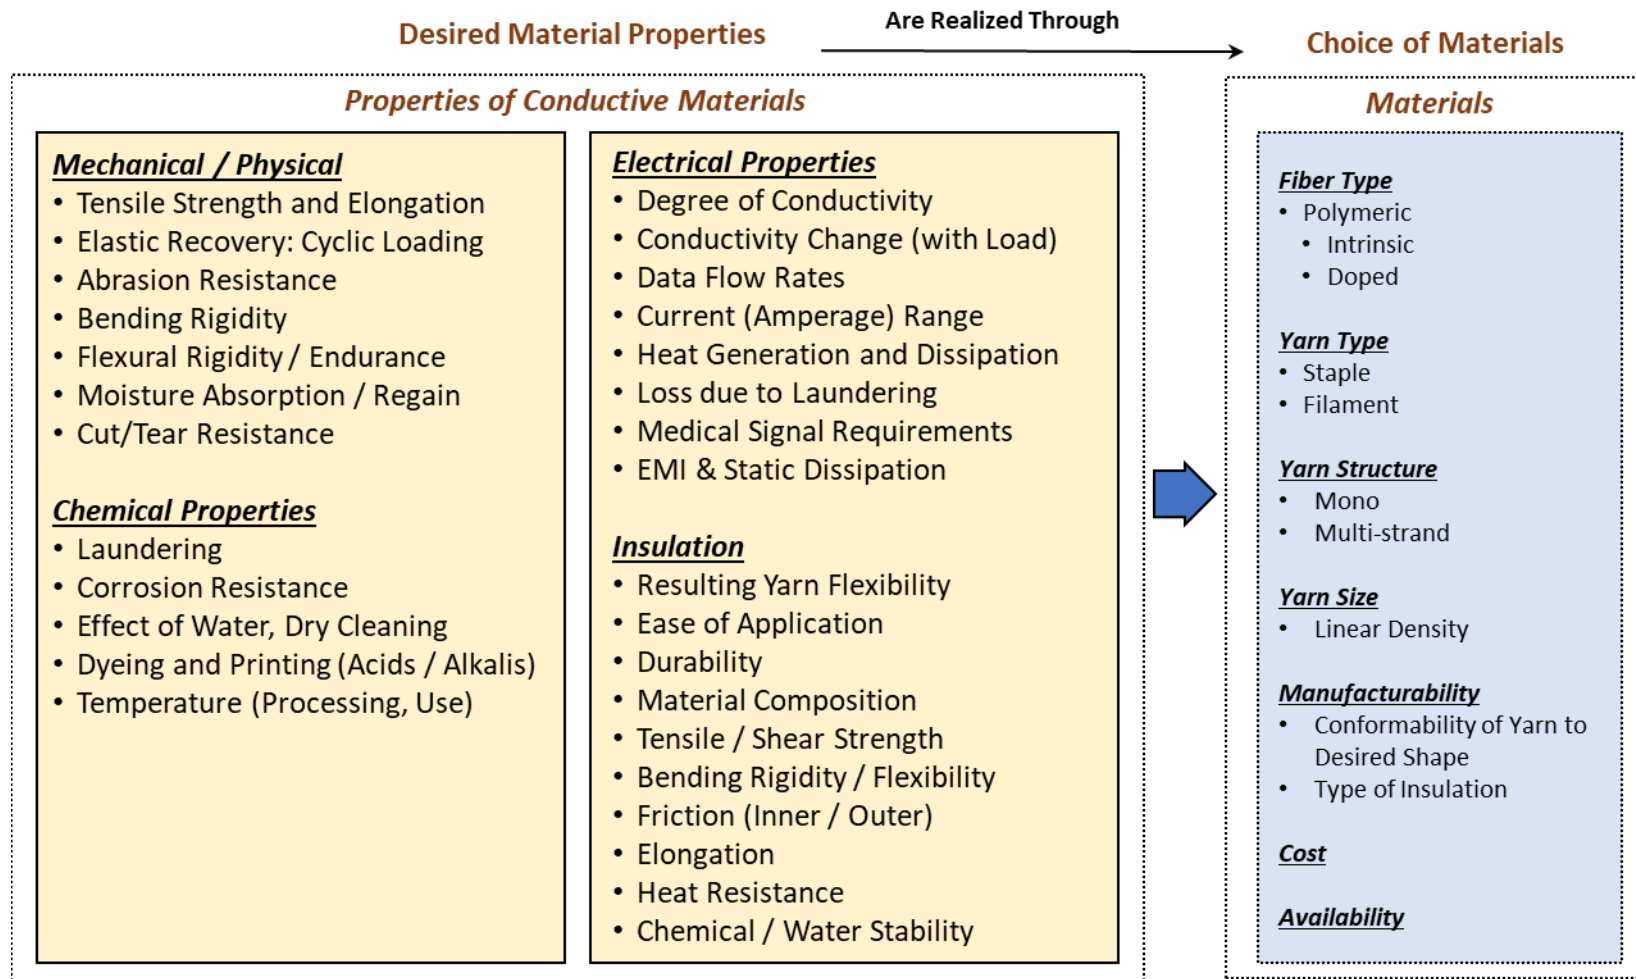 Desired Material Properties
Are Realized Through
Choice of Materials
Properties of Conductive Materials
Mechanical / Physical
• Tensile Strength and Elongation
• Elastic Recovery: Cyclic Loading
• Abrasion Resistance
• Bending Rigidity
• Flexural Rigidity / Endurance
• Moisture Absorption / Regain
• Cut/Tear Resistance
Chemical Properties
• Laundering
• Corrosion Resistance
• Effect of Water, Dry Cleaning
• Dyeing and Printing (Acids / Alkalis)
• Temperature (Processing, Use)
Electrical Properties
• Degree of Conductivity
• Conductivity Change (with Load)
• Data Flow Rates
• Current (Amperage) Range
• Heat Generation and Dissipation
• Loss due to Laundering
• Medical Signal Requirements
• EMI & Static Dissipation
Insulation
• Resulting Yarn Flexibility
• Ease of Application
• Durability
• Material Composition
• Tensile / Shear Strength
• Bending Rigidity / Flexibility
• Friction (Inner / Outer)
• Elongation
• Heat Resistance
• Chemical / Water Stability
Materials
Fiber Type
• Polymeric
• Intrinsic
• Doped
Yarn Type
• Staple
• Filament
Yarn Structure
• Mono
• Multi-strand
Yarn Size
• Linear Density
Manufacturability
• Conformability of Yarn to
Desired Shape
• Type of Insulation
Cost
Availability